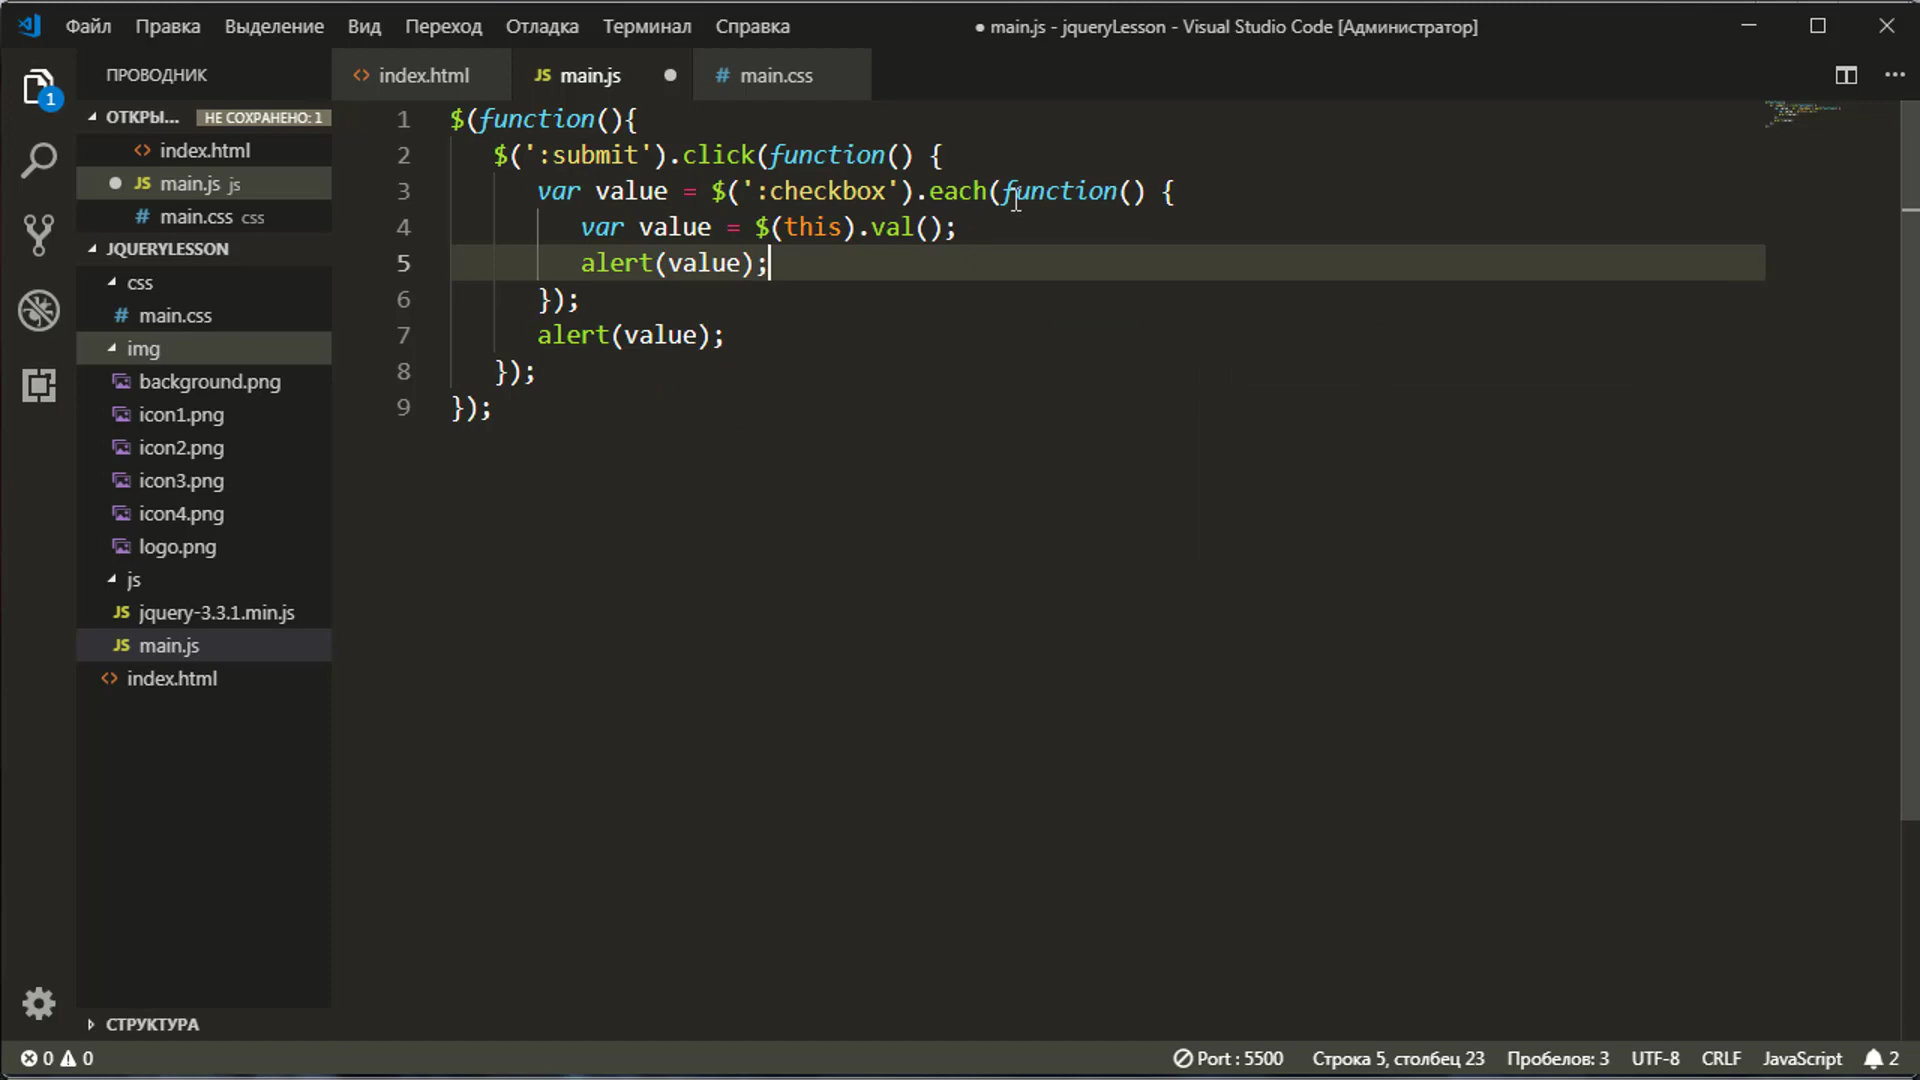 Файл Правка Выделение Вид Переход Отладка Терминал Справка ● main.js - jqueryLesson - Visual Studio Code [Администратор]
ПРОВОДНИК
index.html main.js main.css
ОТКРЫ... НЕ СОХРАНЕНО: 1
index.html
main.js js
main.css css
JQUERYLESSON
css
main.css
img
background.png
icon1.png
icon2.png
icon3.png
icon4.png
logo.png
js
jquery-3.3.1.min.js
main.js
index.html
СТРУКТУРА
1 $(function(){
2 $(':submit').click(function() {
3 var value = $(':checkbox').each(function() {
4 var value = $(this).val();
5 alert(value);
6 });
7 alert(value);
8 });
9 });
1
0 0 Port : 5500 Строка 5, столбец 23 Пробелов: 3 UTF-8 CRLF JavaScript 2